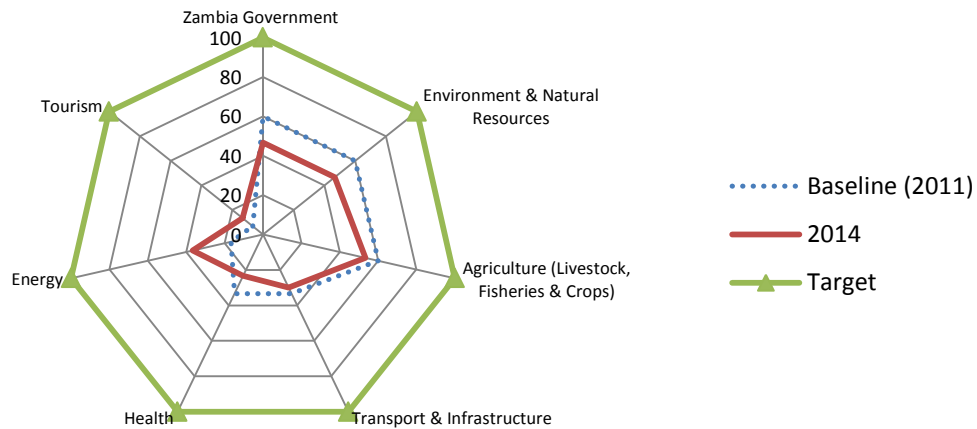 Zambia Government
100
80
60
40
20
0
Environment & Natural
Resources
Agriculture (Livestock,
Fisheries & Crops)
Transport & Infrastructure
Health
Energy
Tourism
Baseline (2011)
2014
Target